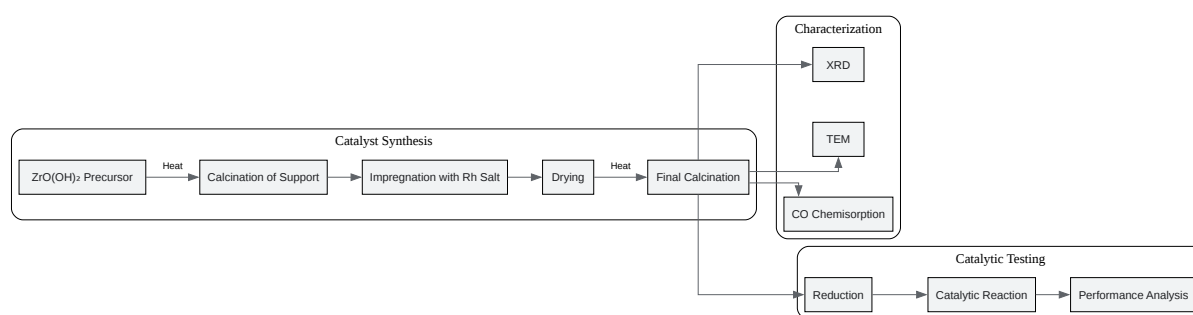 Characterization
XRD
TEM
CO Chemisorption
Catalyst Synthesis
ZrO(OH)₂ Precursor
Heat
Calcination of Support
Impregnation with Rh Salt
Drying
Heat
Final Calcination
Catalytic Testing
Reduction
Catalytic Reaction
Performance Analysis